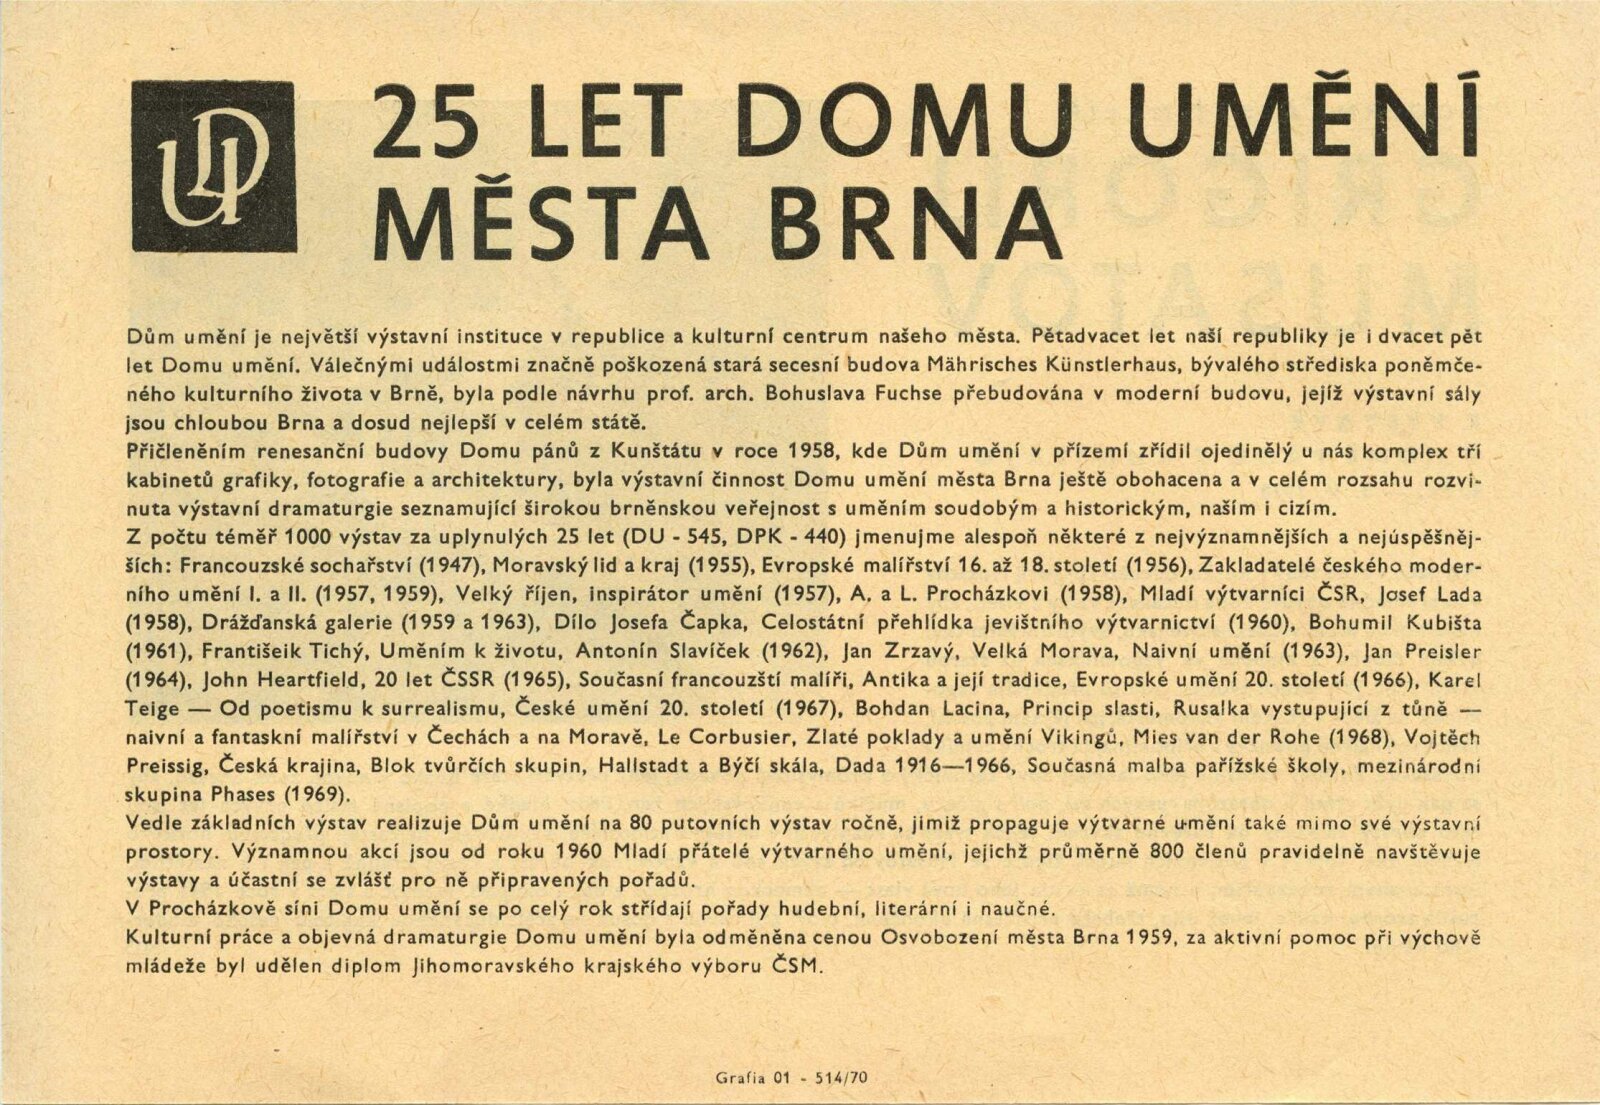 UD
25 LET DOMU UMĚNÍ
MĚSTA BRNA
Dům umění je největší výstavní instituce v republice a kulturní centrum našeho města. Pětadvacet let naší republiky je i dvacet pět
let Domu umění. Válečnými událostmi značně poškozená stará secesní budova Mährisches Künstlerhaus, bývalého střediska poněmče-
ného kulturního života v Brně, byla podle návrhu prof. arch. Bohuslava Fuchse přebudována v moderní budovu, jejíž výstavní sály
jsou chloubou Brna a dosud nejlepší v celém státě.
Přičleněním renesanční budovy Domu pánů z Kunštátu v roce 1958, kde Dům umění v přízemí zřídil ojedinělý u nás komplex tří
kabinetů grafiky, fotografie a architektury, byla výstavní činnost Domu umění města Brna ještě obohacena a v celém rozsahu rozvi-
nuta výstavní dramaturgie seznamující širokou brněnskou veřejnost s uměním soudobým a historickým, naším i cizím.
Z počtu téměř 1000 výstav za uplynulých 25 let (DU - 545, DPK - 440) jmenujme alespoň některé z nejvýznamnějších a nejúspěšněj-
ších: Francouzské sochařství (1947), Moravský lid a kraj (1955), Evropské malířství 16. až 18. století (1956), Zakladatelé českého moder-
ního umění I. a II. (1957, 1959), Velký říjen, inspirátor umění (1957), A. a L. Procházkovi (1958), Mladí výtvarníci ČSR, Josef Lada
(1958), Drážďanská galerie (1959 a 1963), Dílo Josefa Čapka, Celostátní přehlídka jevištního výtvarnictví (1960), Bohumil Kubišta
(1961), Františeik Tichý, Uměním k životu, Antonín Slavíček (1962), Jan Zrzavý, Velká Morava, Naivní umění (1963), Jan Preisler
(1964), John Heartfield, 20 let ČSSR (1965), Současní francouzští malíři, Antika a její tradice, Evropské umění 20. století (1966), Karel
Teige — Od poetismu k surrealismu, České umění 20. století (1967), Bohdan Lacina, Princip slasti, Rusalka vystupující z tůně —
naivní a fantaskní malířství v Čechách a na Moravě, Le Corbusier, Zlaté poklady a umění Vikingů, Mies van der Rohe (1968), Vojtěch
Preissig, Česká krajina, Blok tvůrčích skupin, Hallstadt a Býčí skála, Dada 1916—1966, Současná malba pařížské školy, mezinárodní
skupina Phases (1969).
Vedle základních výstav realizuje Dům umění na 80 putovních výstav ročně, jimiž propaguje výtvarné umění také mimo své výstavní
prostory. Významnou akcí jsou od roku 1960 Mladí přátelé výtvarného umění, jejichž průměrně 800 členů pravidelně navštěvuje
výstavy a účastní se zvlášť pro ně připravených pořadů.
V Procházkově síni Domu umění se po celý rok střídají pořady hudební, literární i naučné.
Kulturní práce a objevná dramaturgie Domu umění byla odměněna cenou Osvobození města Brna 1959, za aktivní pomoc při výchově
mládeže byl udělen diplom Jihomoravského krajského výboru ČSM.
Grafia 01 - 514/70